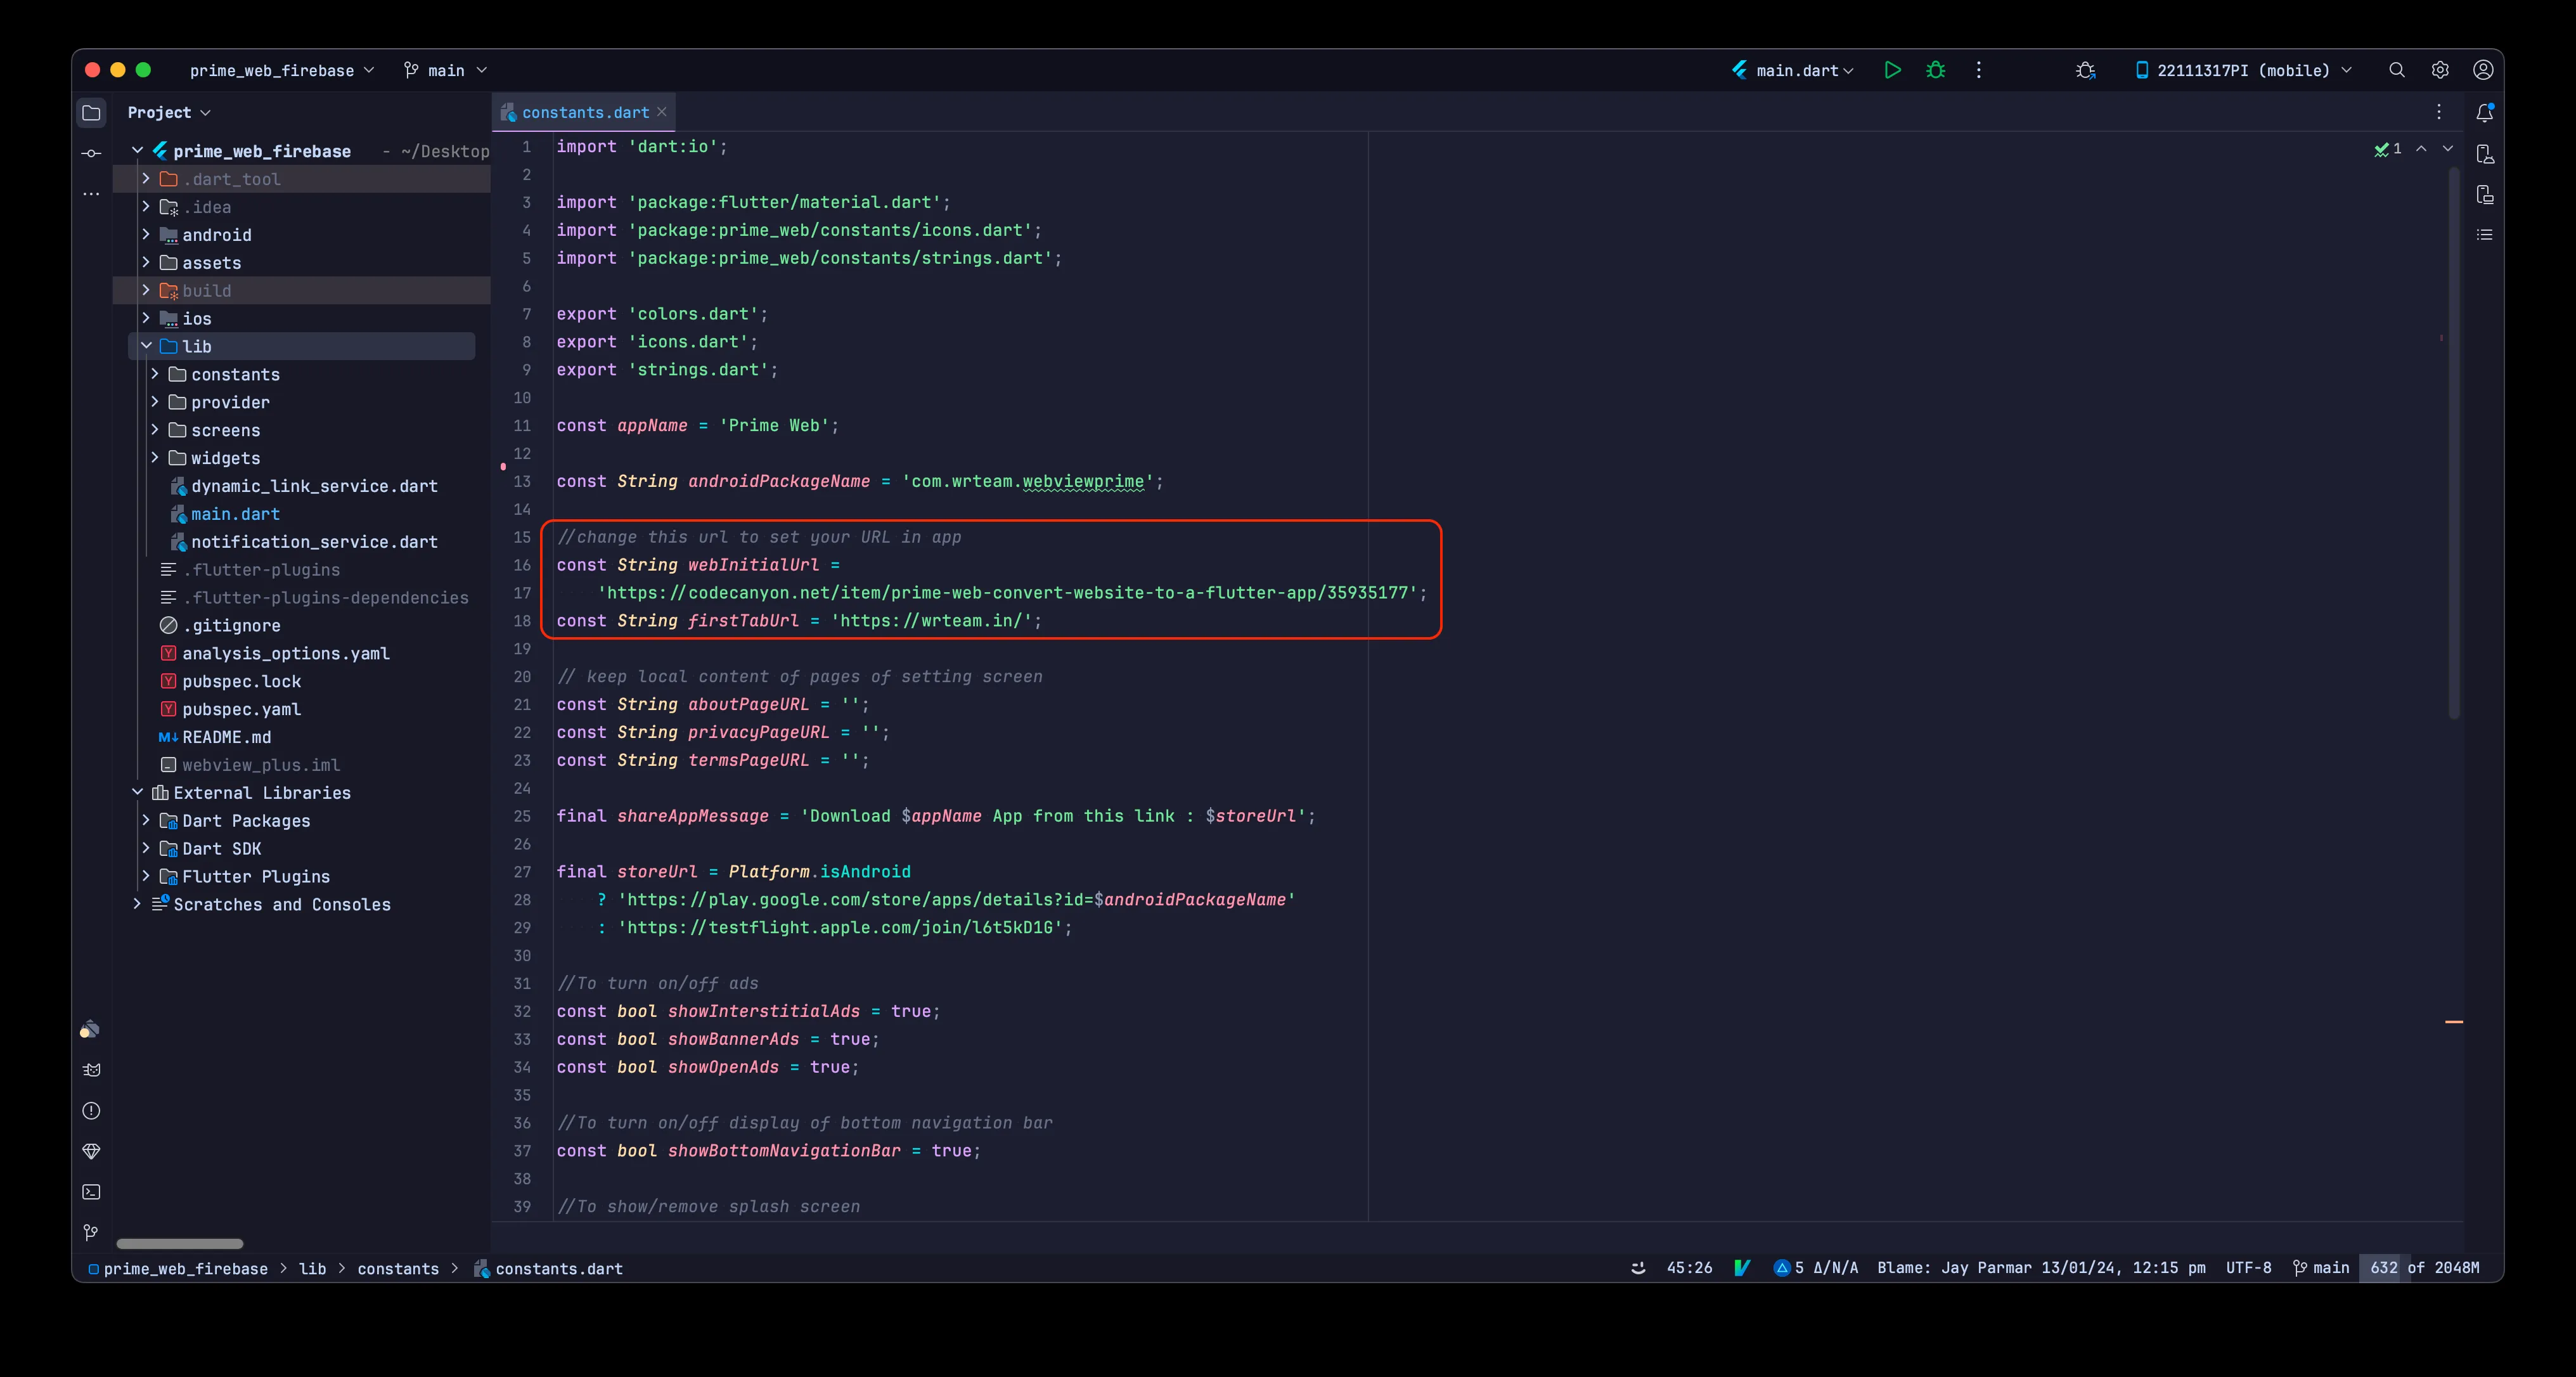 prime_web_firebase
main
main.dart
22111317PI (mobile)
Project
constants.dart
prime_web_firebase - ~/Desktop
.dart_tool
.idea
android
assets
build
ios
lib
constants
provider
screens
widgets
dynamic_link_service.dart
main.dart
notification_service.dart
.flutter-plugins
.flutter-plugins-dependencies
.gitignore
analysis_options.yaml
pubspec.lock
pubspec.yaml
README.md
webview_plus.iml
External Libraries
Dart Packages
Dart SDK
Flutter Plugins
Scratches and Consoles
1 import 'dart:io';
2
3 import 'package:flutter/material.dart';
4 import 'package:prime_web/constants/icons.dart';
5 import 'package:prime_web/constants/strings.dart';
6
7 export 'colors.dart';
8 export 'icons.dart';
9 export 'strings.dart';
10
11 const appName = 'Prime Web';
12
13 const String androidPackageName = 'com.wrteam.webviewprime';
14
15 //change this url to set your URL in app
16 const String webInitialUrl =
17 'https://codecanyon.net/item/prime-web-convert-website-to-a-flutter-app/35935177';
18 const String firstTabUrl = 'https://wrteam.in/';
19
20 // keep local content of pages of setting screen
21 const String aboutPageURL = '';
22 const String privacyPageURL = '';
23 const String termsPageURL = '';
24
25 final shareAppMessage = 'Download $appName App from this link : $storeUrl';
26
27 final storeUrl = Platform.isAndroid
28 ? 'https://play.google.com/store/apps/details?id=$androidPackageName'
29 : 'https://testflight.apple.com/join/l6t5kD1G';
30
31 //To turn on/off ads
32 const bool showInterstitialAds = true;
33 const bool showBannerAds = true;
34 const bool showOpenAds = true;
35
36 //To turn on/off display of bottom navigation bar
37 const bool showBottomNavigationBar = true;
38
39 //To show/remove splash screen
1
prime_web_firebase > lib > constants > constants.dart
45:26
5 Δ/N/A
Blame: Jay Parmar 13/01/24, 12:15 pm
UTF-8
main
632 of 2048M